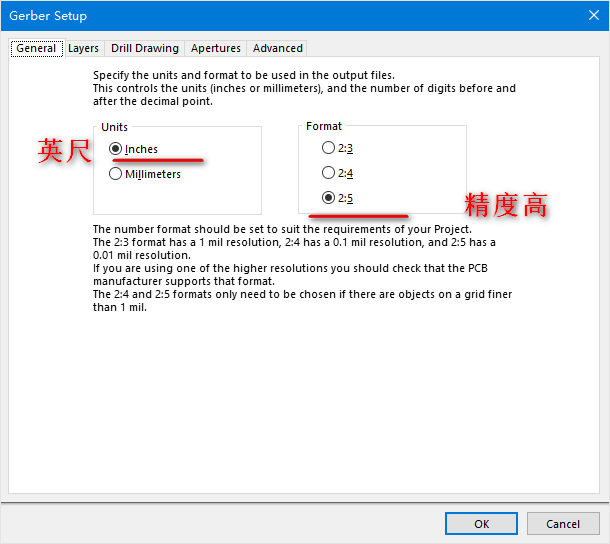 Gerber Setup
General Layers Drill Drawing Apertures Advanced
Specify the units and format to be used in the output files.
This controls the units (inches or millimeters), and the number of digits before and
after the decimal point.
Units
英尺
Inches
Millimeters
Format
2:3
2:4
2:5
精度高
The number format should be set to suit the requirements of your Project.
The 2:3 format has a 1 mil resolution, 2:4 has a 0.1 mil resolution, and 2:5 has a
0.01 mil resolution.
If you are using one of the higher resolutions you should check that the PCB
manufacturer supports that format.
The 2:4 and 2:5 formats only need to be chosen if there are objects on a grid finer
than 1 mil.
OK Cancel